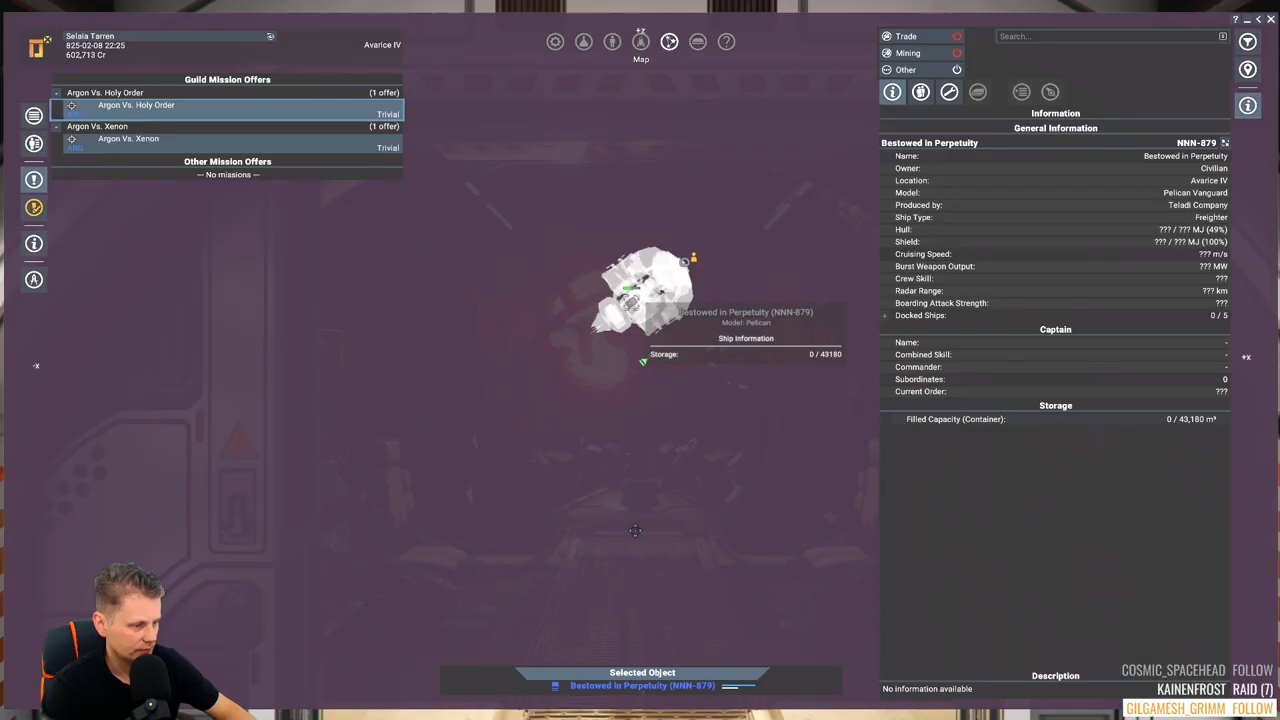 Selaia Tarren
825-02-08 22:25
602,713 Cr
Avarice IV
+z
Map
Guild Mission Offers
Argon Vs. Holy Order (1 offer)
Argon Vs. Holy Order
ARG Trivial
Argon Vs. Xenon (1 offer)
Argon Vs. Xenon
ARG Trivial
Other Mission Offers
--- No missions ---
-x
+x
Bestowed in Perpetuity (NNN-879)
Model: Pelican
Ship Information
Storage: 0 / 43180
Selected Object
Bestowed in Perpetuity (NNN-879)
Trade
Mining
Other
Search...
Information
General Information
Bestowed in Perpetuity NNN-879
Name: Bestowed in Perpetuity
Owner: Civilian
Location: Avarice IV
Model: Pelican Vanguard
Produced by: Teladi Company
Ship Type: Freighter
Hull: ??? / ??? MJ (49%)
Shield: ??? / ??? MJ (100%)
Cruising Speed: ??? m/s
Burst Weapon Output: ??? MW
Crew Skill: ???
Radar Range: ??? km
Boarding Attack Strength: ???
+ Docked Ships: 0 / 5
Captain
Name: -
Combined Skill: -
Commander: -
Subordinates: 0
Current Order: ???
Storage
Filled Capacity (Container): 0 / 43,180 m³
Description
No information available
COSMIC_SPACEHEAD FOLLOW
KAINENFROST RAID (7)
GILGAMESH_GRIMM FOLLOW